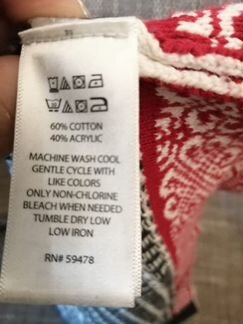 60% COTTON
40% ACRYLIC
MACHINE WASH COOL
GENTLE CYCLE WITH
LIKE COLORS
ONLY NON-CHLORINE
BLEACH WHEN NEEDED
TUMBLE DRY LOW
LOW IRON
RN# 59478